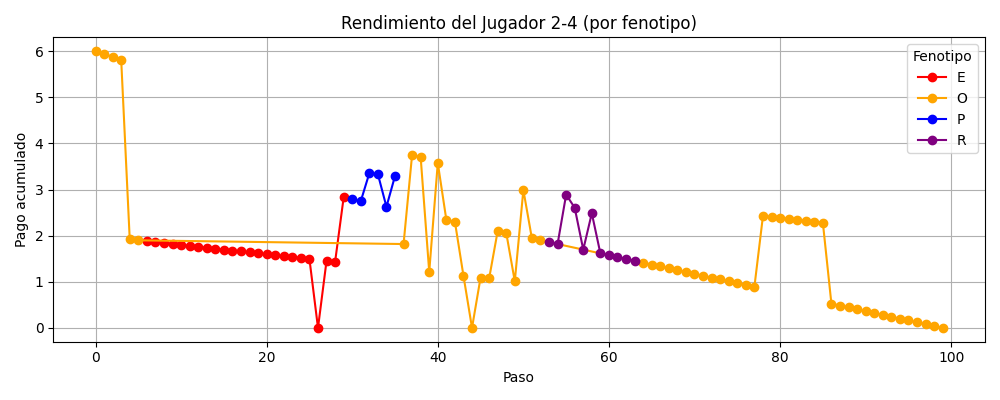 Rendimiento del Jugador 2-4 (por fenotipo)
Pago acumulado
6
5
4
3
2
1
0
0 20 40 60 80 100
Paso
Fenotipo
E
O
P
R